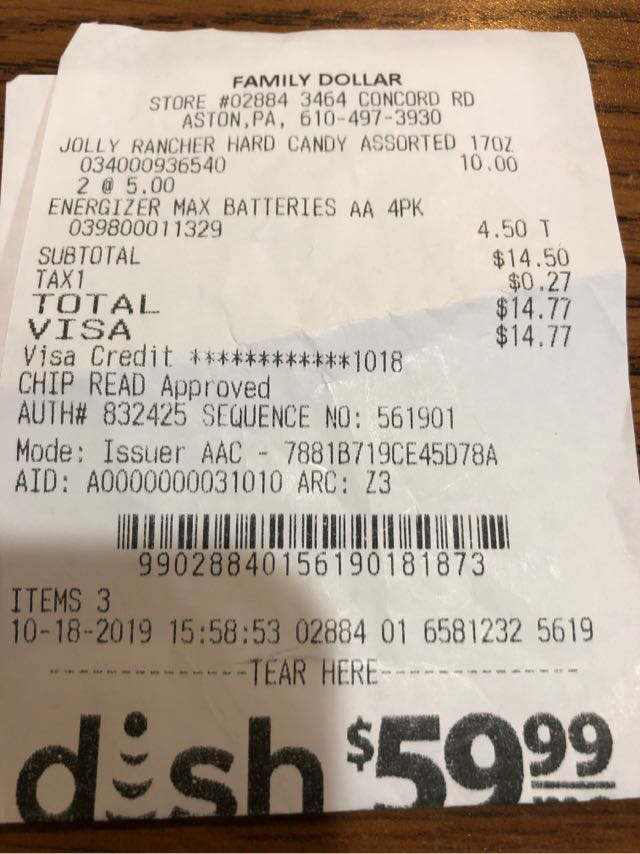 FAMILY DOLLAR
STORE #02884 3464 CONCORD RD
ASTON,PA, 610-497-3930
JOLLY RANCHER HARD CANDY ASSORTED 17OZ
034000936540 10.00
2 @ 5.00
ENERGIZER MAX BATTERIES AA 4PK
039800011329 4.50 T
SUBTOTAL $14.50
TAX1 $0.27
TOTAL $14.77
VISA $14.77
Visa Credit ************1018
CHIP READ Approved
AUTH# 832425 SEQUENCE NO: 561901
Mode: Issuer AAC - 7881B719CE45D78A
AID: A0000000031010 ARC: Z3
99028840156190181873
ITEMS 3
10-18-2019 15:58:53 02884 01 6581232 5619
--------------------TEAR HERE--------------------
dish $59.99